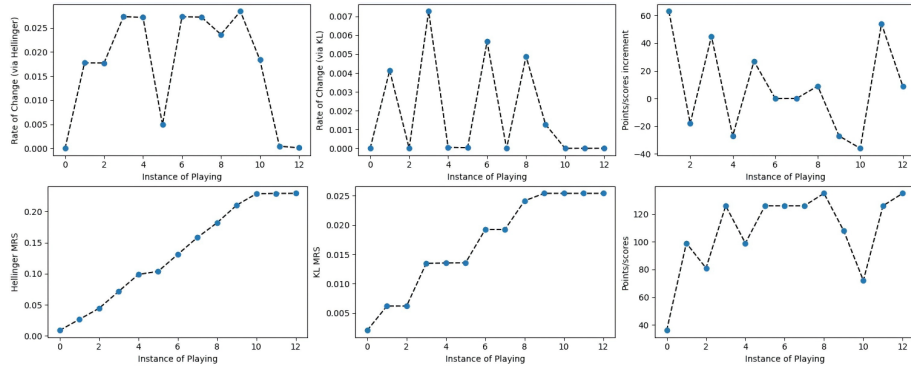 Rate of Change (via Hellinger)
0.025
0.020
0.015
0.010
0.005
0.000
0 2 4 6 8 10 12
Instance of Playing
Rate of Change (via KL)
0.007
0.006
0.005
0.004
0.003
0.002
0.001
0.000
0 2 4 6 8 10 12
Instance of Playing
Points/scores increment
60
40
20
0
−20
−40
2 4 6 8 10 12
Instance of Playing
Hellinger MRS
0.20
0.15
0.10
0.05
0.00
0 2 4 6 8 10 12
Instance of Playing
KL MRS
0.025
0.020
0.015
0.010
0.005
0 2 4 6 8 10 12
Instance of Playing
Points/scores
120
100
80
60
40
0 2 4 6 8 10 12
Instance of Playing